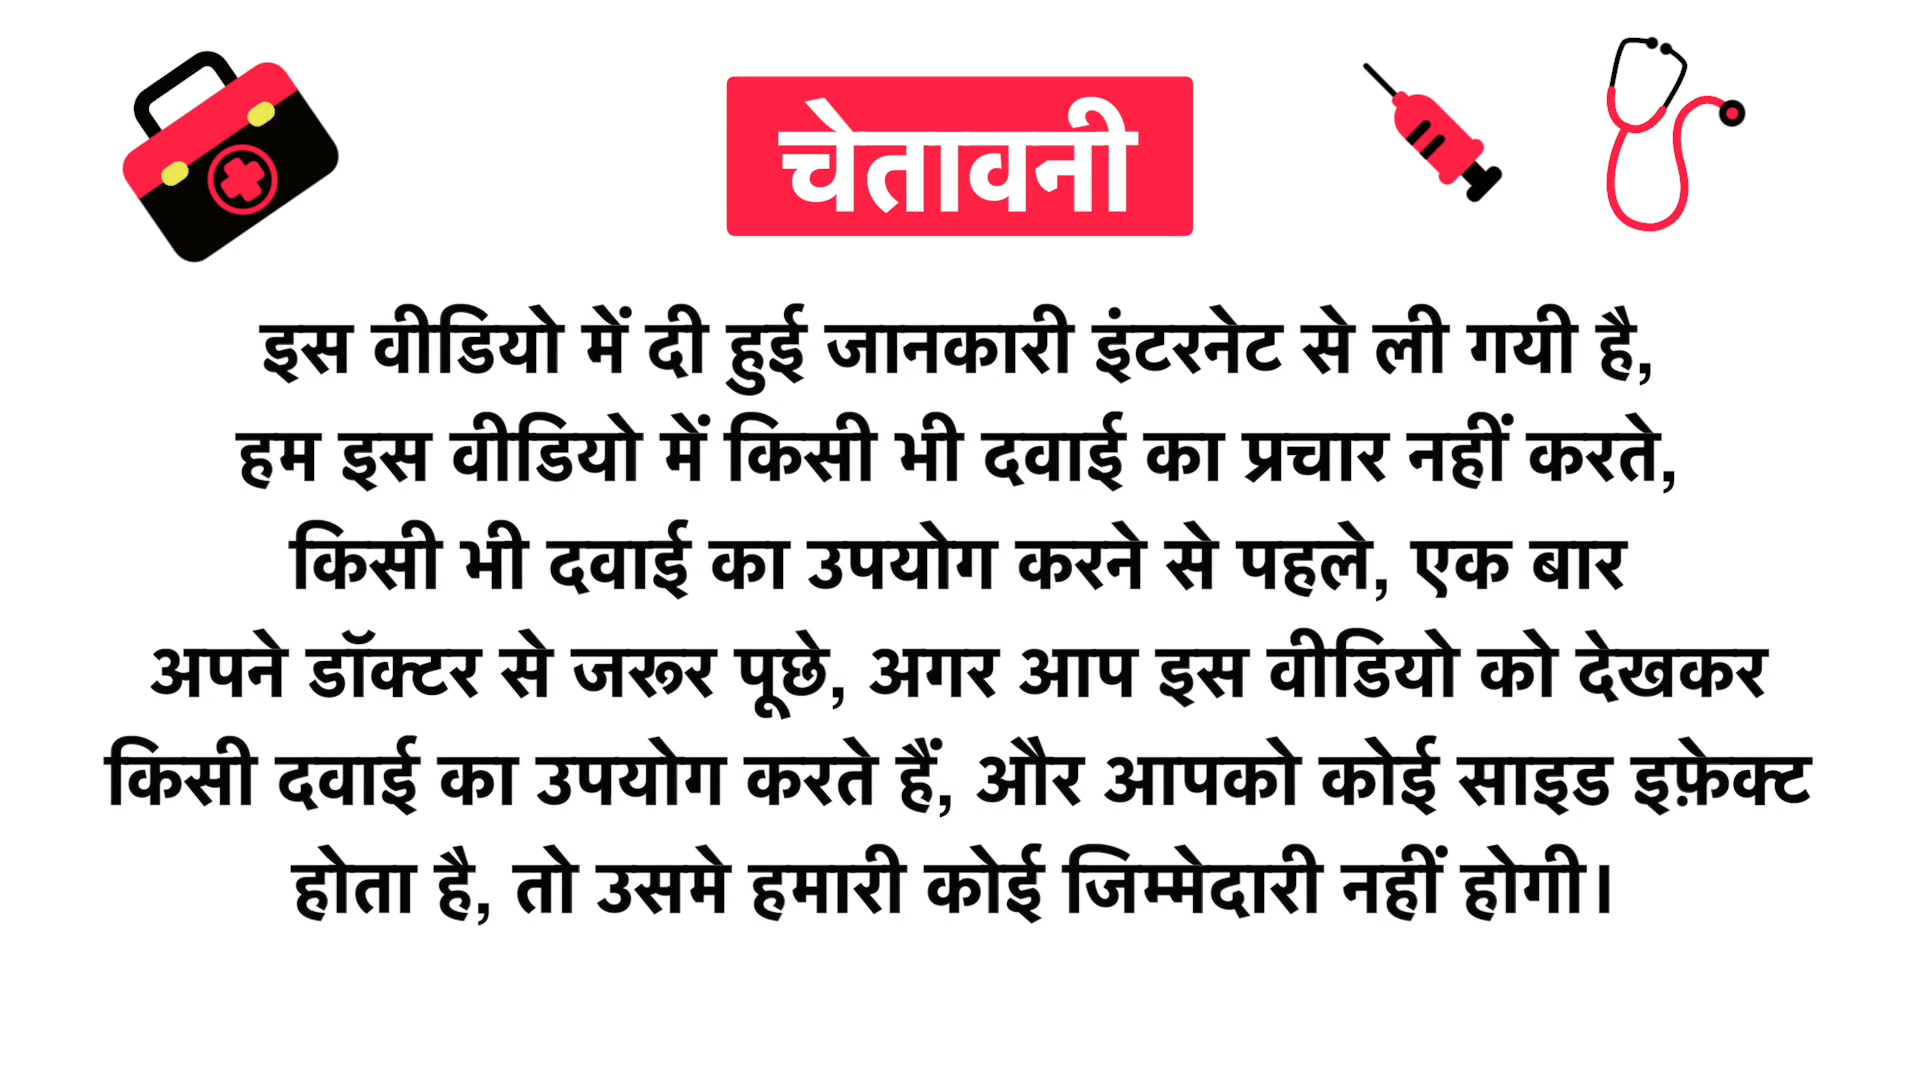 चेतावनी
इस वीडियो में दी हुई जानकारी इंटरनेट से ली गयी है,
हम इस वीडियो में किसी भी दवाई का प्रचार नहीं करते,
किसी भी दवाई का उपयोग करने से पहले, एक बार
अपने डॉक्टर से जरूर पूछे, अगर आप इस वीडियो को देखकर
किसी दवाई का उपयोग करते हैं, और आपको कोई साइड इफ़ेक्ट
होता है, तो उसमे हमारी कोई जिम्मेदारी नहीं होगी।